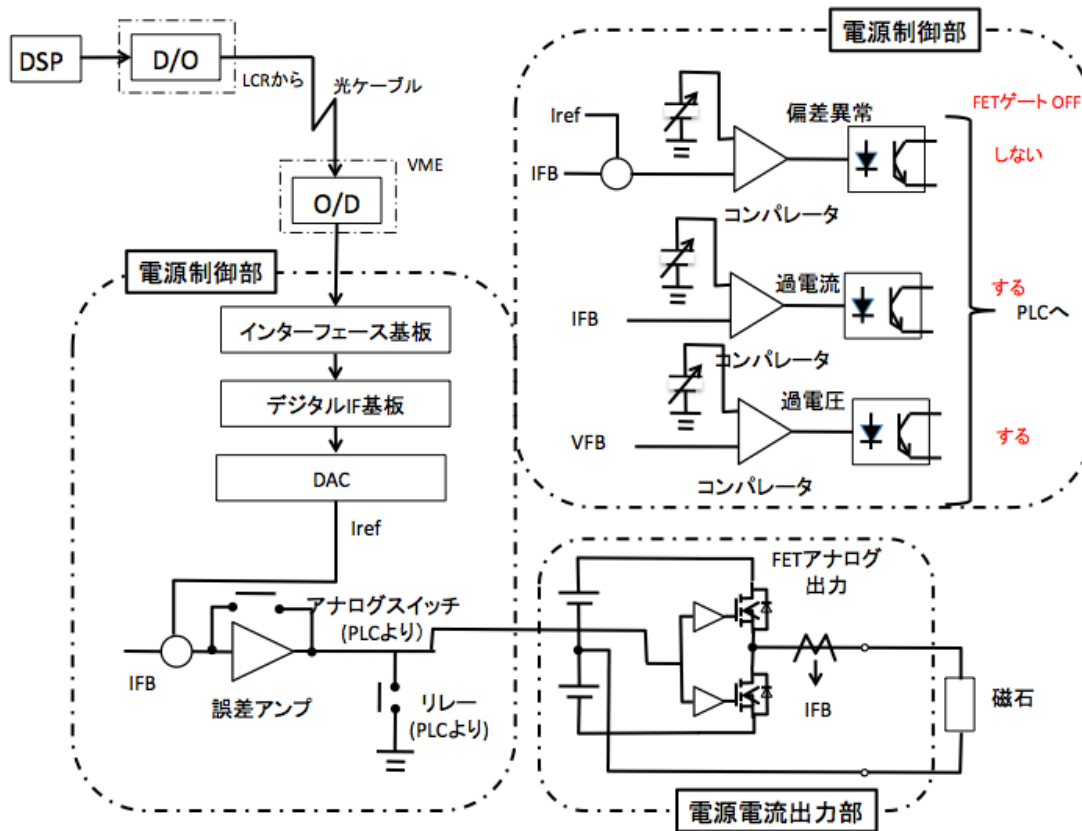 DSP
D/O
LCRから
光ケーブル
VME
O/D
電源制御部
インターフェース基板
デジタルIF基板
DAC
Iref
アナログスイッチ
(PLCより)
IFB
誤差アンプ
リレー
(PLCより)
電源制御部
FETゲート OFF
Iref
偏差異常
しない
IFB
コンパレータ
過電流
する
IFB
PLCへ
コンパレータ
過電圧
VFB
する
コンパレータ
FETアナログ
出力
IFB
磁石
電源電流出力部